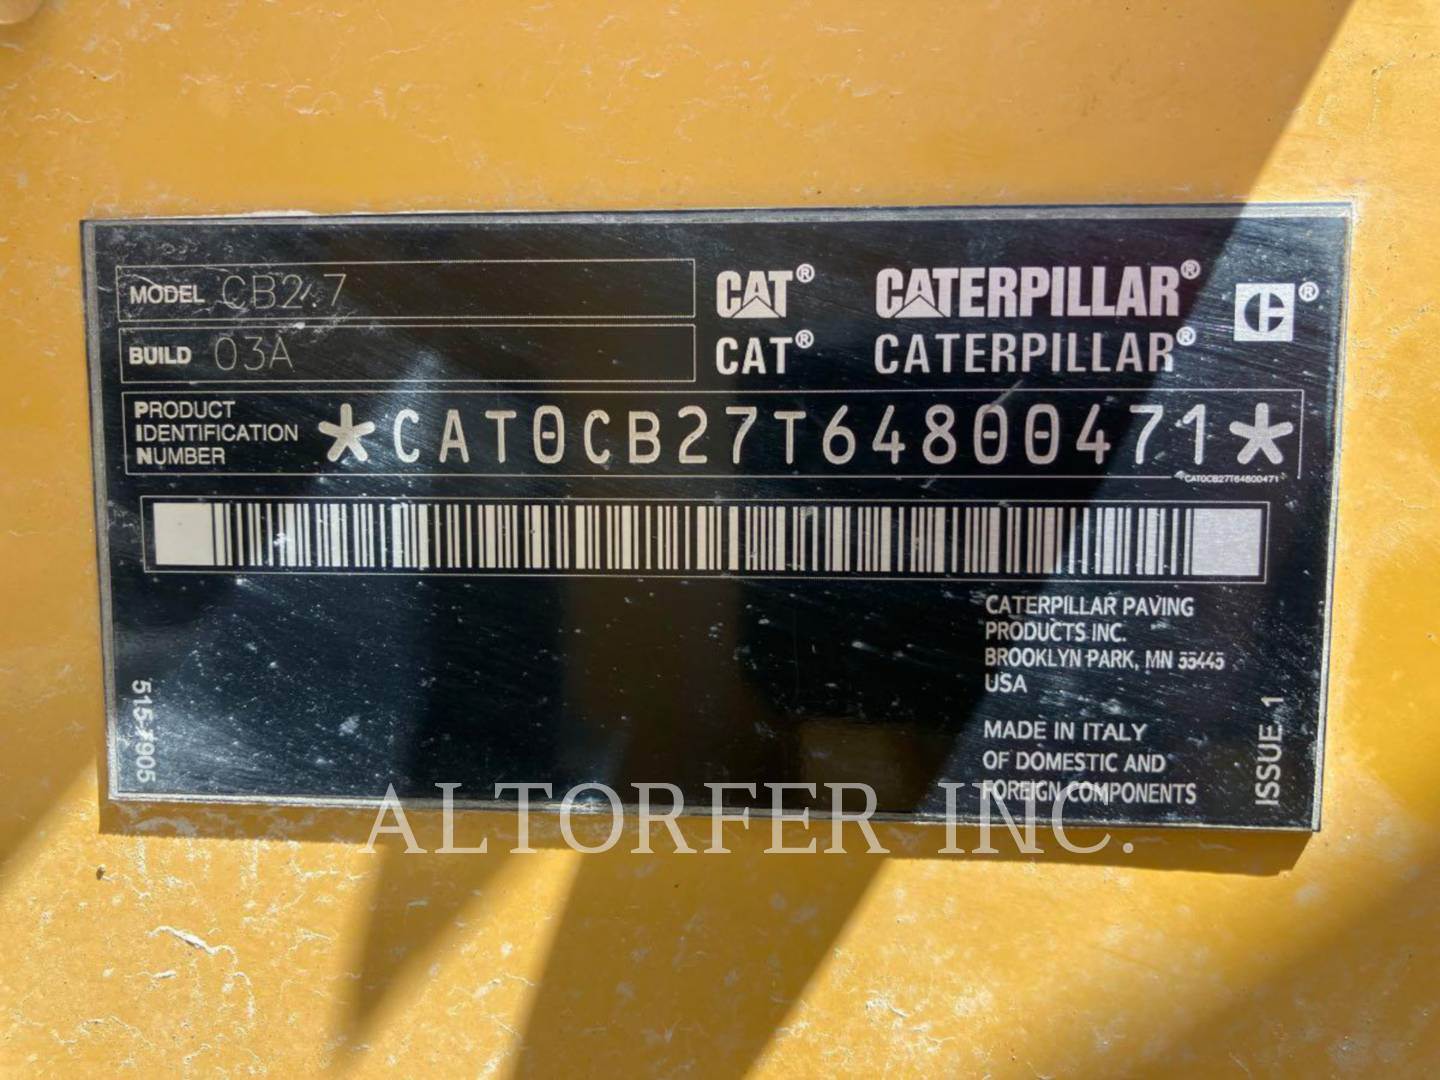 MODEL CB2.7
BUILD 03A
CAT® CATERPILLAR® ®
CAT® CATERPILLAR®
PRODUCT
IDENTIFICATION
NUMBER
*CAT0CB27T64800471*
CAT0CB27T64800471
CATERPILLAR PAVING
PRODUCTS INC.
BROOKLYN PARK, MN 55445
USA
MADE IN ITALY
OF DOMESTIC AND
FOREIGN COMPONENTS
515-7905
ISSUE 1
ALTORFER INC.